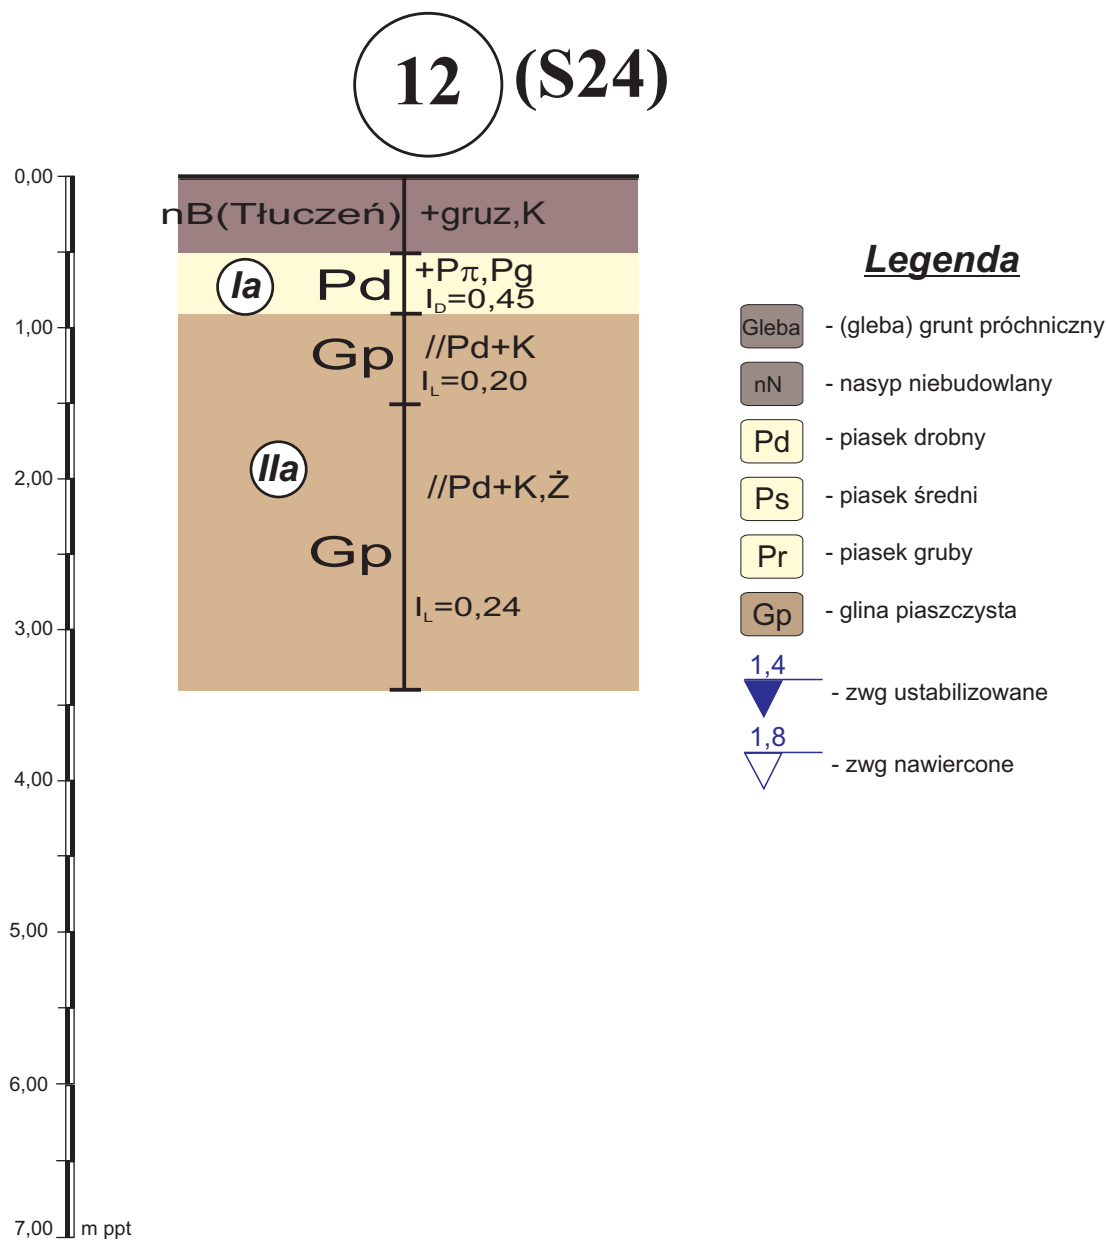 12 (S24)
0,00
nB(Tłuczeń) +gruz,K
Ia Pd +Pπ,Pg
I_D=0,45
1,00
Gp //Pd+K
I_L=0,20
IIa
2,00
//Pd+K,Ż
Gp
I_L=0,24
3,00
4,00
5,00
6,00
7,00 m ppt
Legenda
Gleba - (gleba) grunt próchniczny
nN - nasyp niebudowlany
Pd - piasek drobny
Ps - piasek średni
Pr - piasek gruby
Gp - glina piaszczysta
1,4 - zwg ustabilizowane
1,8 - zwg nawiercone